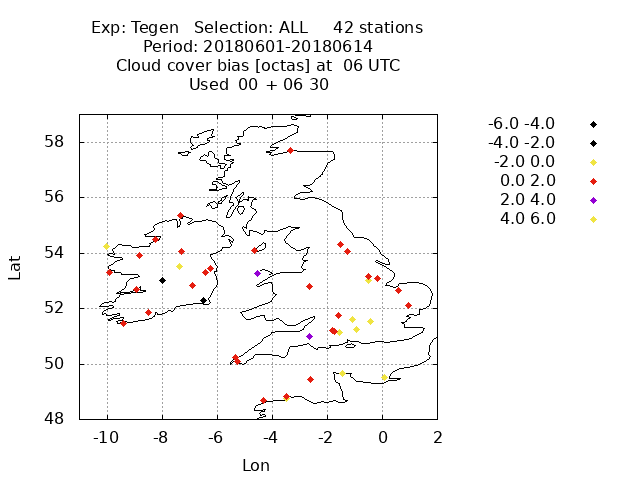 Exp: Tegen   Selection: ALL     42 stations
Period: 20180601-20180614
Cloud cover bias [octas] at  06 UTC
Used  00 + 06 30
-6.0 -4.0
-4.0 -2.0
-2.0 0.0
0.0 2.0
2.0 4.0
4.0 6.0
58
56
54
52
50
48
Lat
-10 -8 -6 -4 -2 0 2
Lon